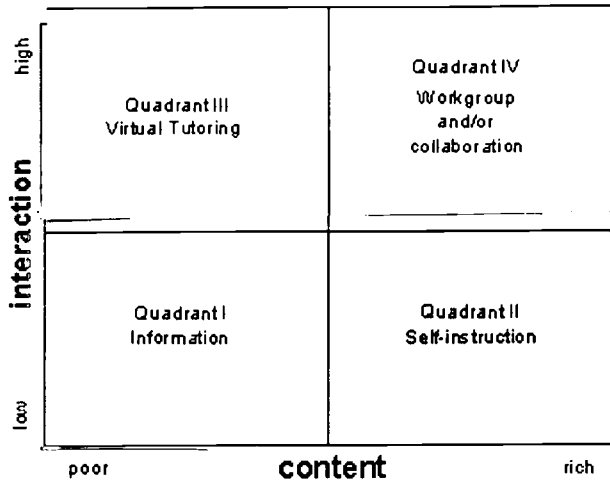 high
Quadrant III
Virtual Tutoring
Quadrant IV
Workgroup
and/or
collaboration
interaction
Quadrant I
Information
Quadrant II
Self-instruction
low
poor
content
rich